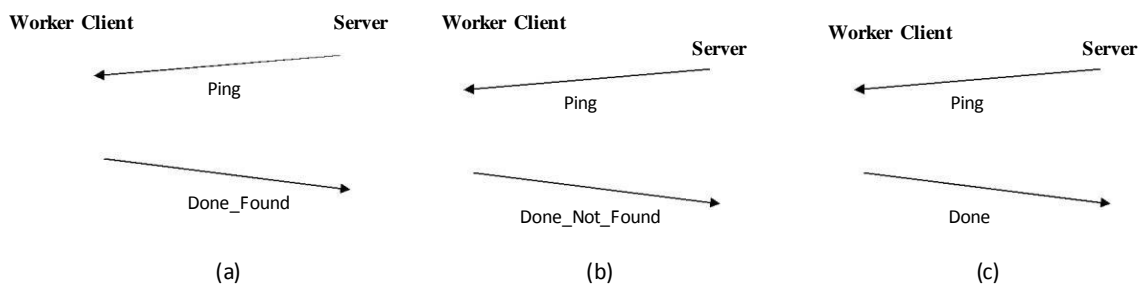 Worker Client
Server
Ping
Done_Found
(a)
Worker Client
Server
Ping
Done_Not_Found
(b)
Worker Client
Server
Ping
Done
(c)